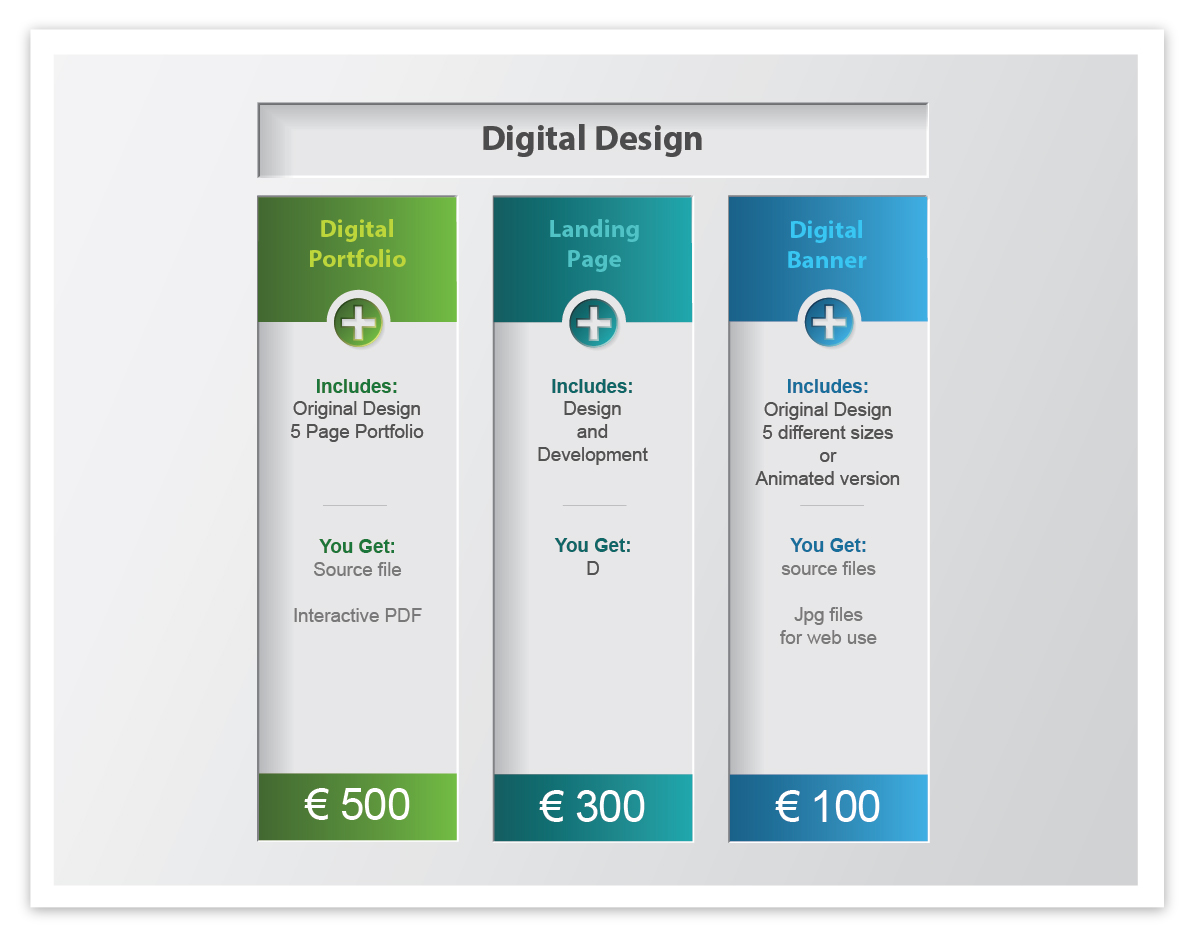 Digital Design
Digital
Portfolio
Includes:
Original Design
5 Page Portfolio
You Get:
Source file
Interactive PDF
€ 500
Landing
Page
Includes:
Design
and
Development
You Get:
D
€ 300
Digital
Banner
Includes:
Original Design
5 different sizes
or
Animated version
You Get:
source files
Jpg files
for web use
€ 100